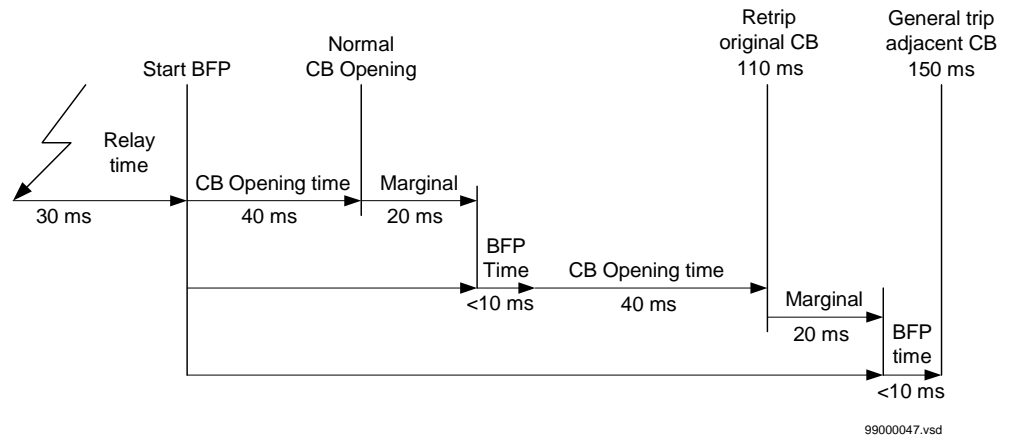 Retrip
original CB
110 ms
General trip
adjacent CB
150 ms
Normal
CB Opening
Start BFP
Relay
time
30 ms
CB Opening time
40 ms
Marginal
20 ms
BFP
Time
<10 ms
CB Opening time
40 ms
Marginal
20 ms
BFP
time
<10 ms
99000047.vsd